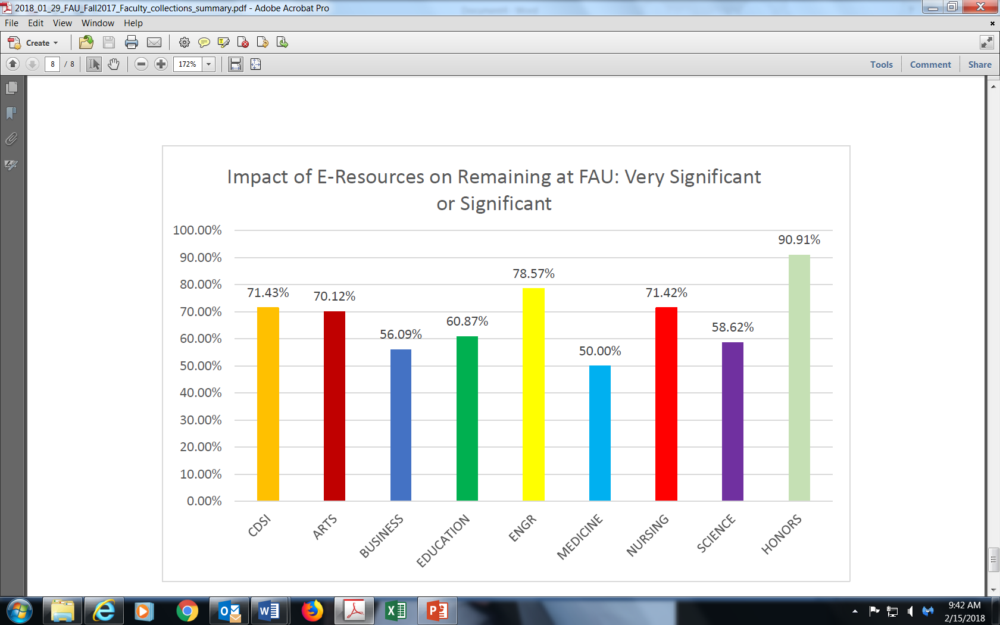 2018_01_29_FAU_Fall2017_Faculty_collections_summary.pdf - Adobe Acrobat Pro
File Edit View Window Help
Create
8 / 8 172% Tools Comment Share
Impact of E-Resources on Remaining at FAU: Very Significant
or Significant
100.00%
90.00%
80.00%
70.00%
60.00%
50.00%
40.00%
30.00%
20.00%
10.00%
0.00%
71.43%
70.12%
56.09%
60.87%
78.57%
50.00%
71.42%
58.62%
90.91%
CDSI
ARTS
BUSINESS
EDUCATION
ENGR
MEDICINE
NURSING
SCIENCE
HONORS
9:42 AM
2/15/2018